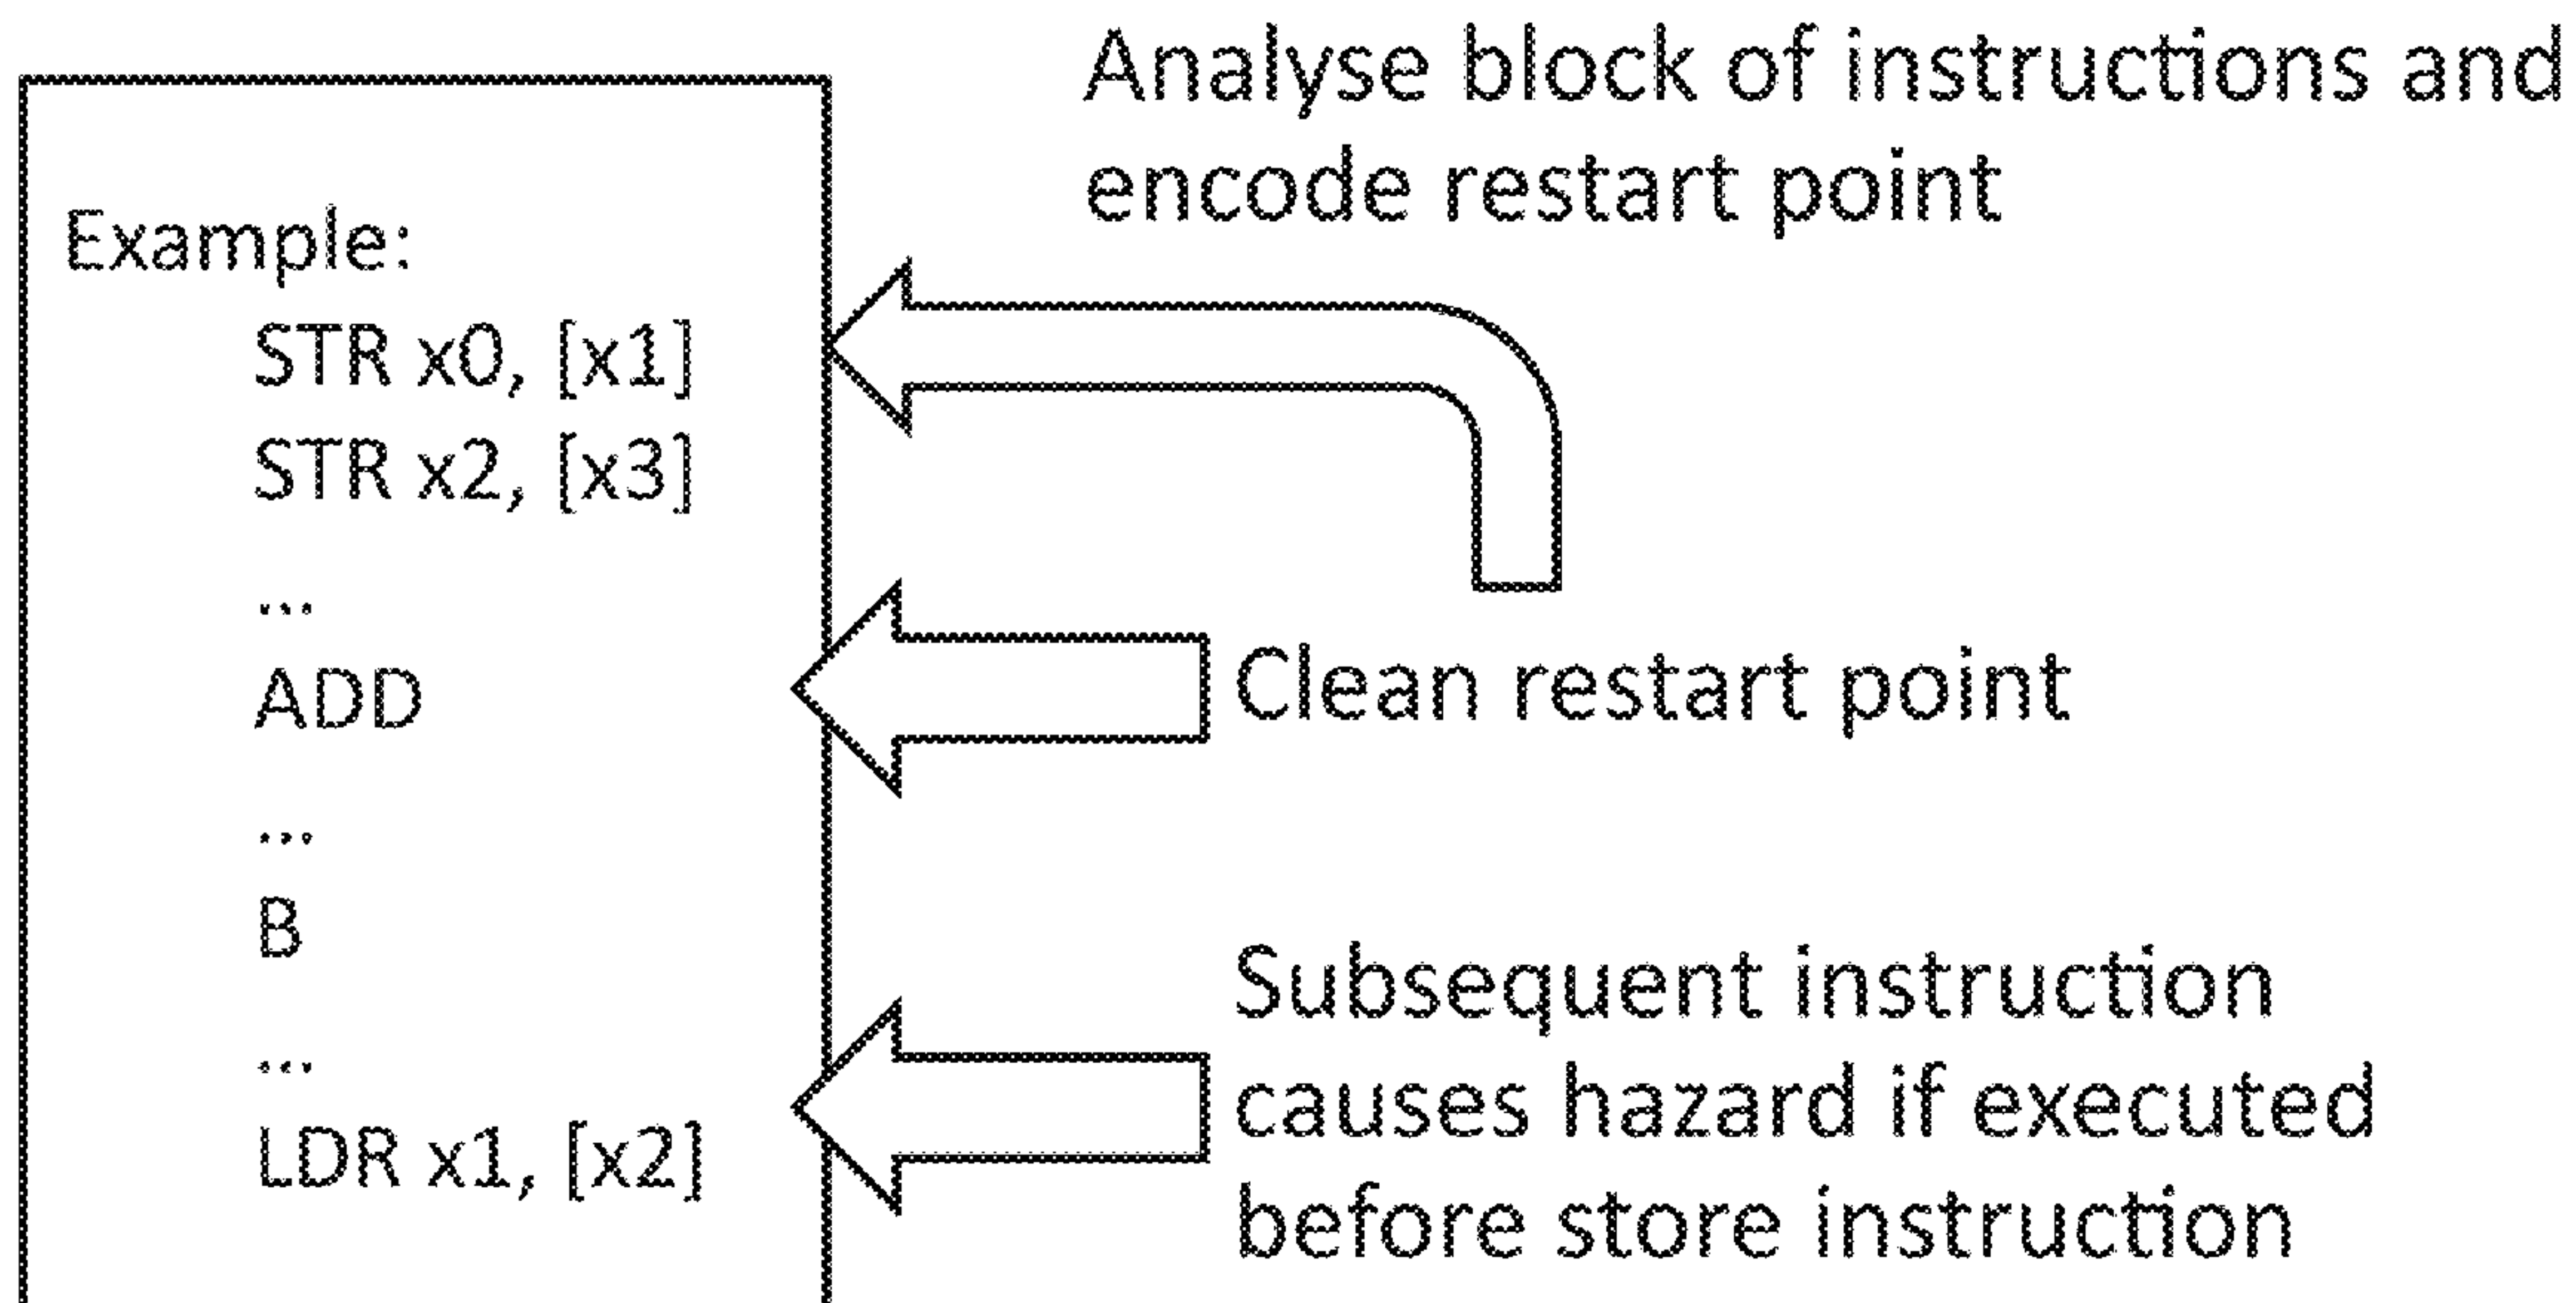 Analyse block of instructions and
encode restart point
Example:
STR x0, [x1]
STR x2, [x3]
...
ADD
Clean restart point
...
B
...
LDR x1, [x2]
Subsequent instruction
causes hazard if executed
before store instruction